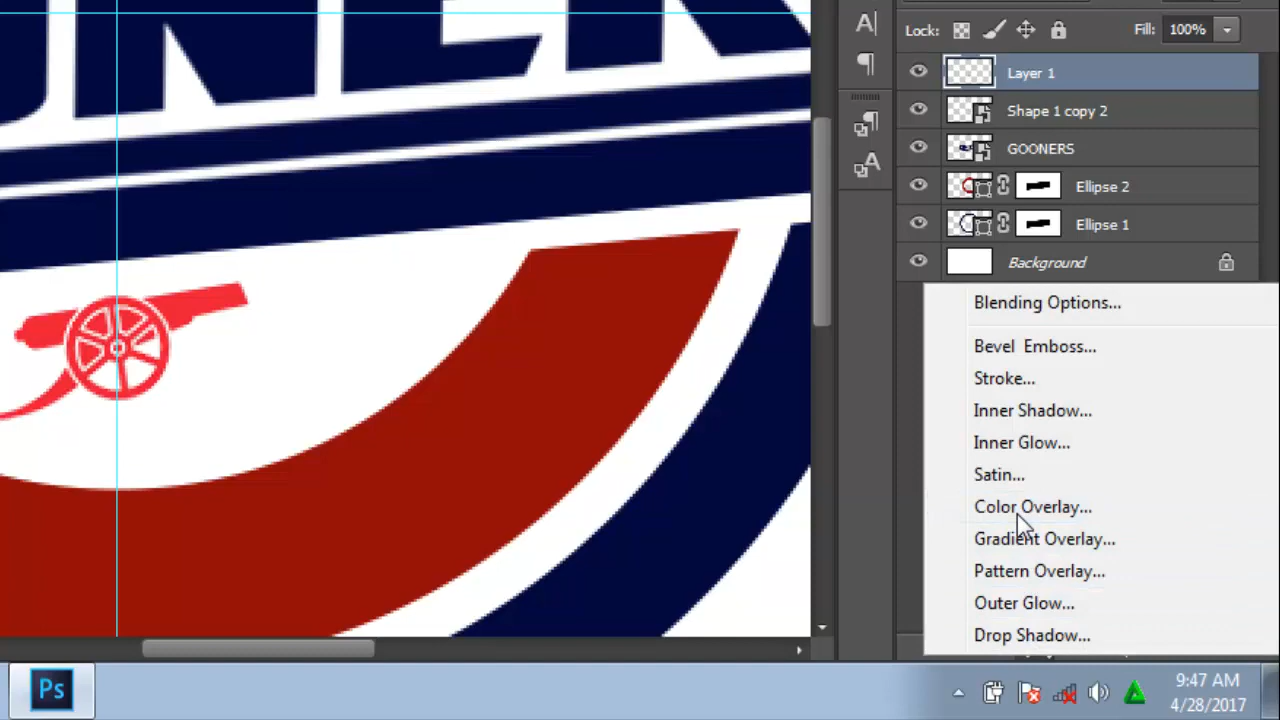 Lock:
Fill: 100%
Layer 1
Shape 1 copy 2
GOONERS
Ellipse 2
Ellipse 1
Background
Blending Options...
Bevel Emboss...
Stroke...
Inner Shadow...
Inner Glow...
Satin...
Color Overlay...
Gradient Overlay...
Pattern Overlay...
Outer Glow...
Drop Shadow...
Ps
9:47 AM
4/28/2017